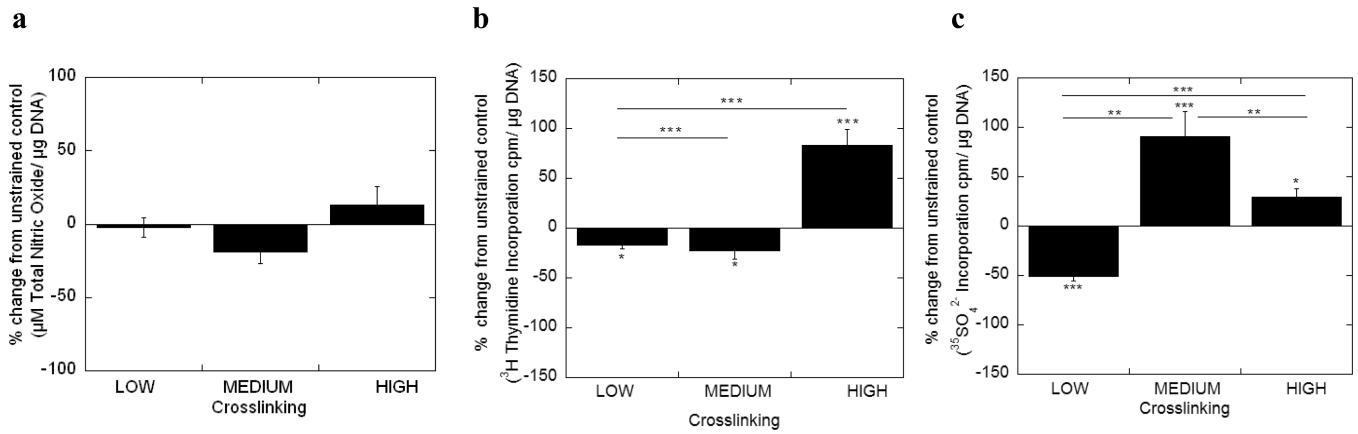 a
% change from unstrained control
(µM Total Nitric Oxide/ µg DNA)
100
50
0
-50
-100
LOW MEDIUM HIGH
Crosslinking
b
% change from unstrained control
(³H Thymidine Incorporation cpm/ µg DNA)
150
100
50
0
-50
-100
-150
***
***
***
*
*
LOW MEDIUM HIGH
Crosslinking
c
% change from unstrained control
(³⁵SO₄²⁻ Incorporation cpm/ µg DNA)
150
100
50
0
-50
-100
-150
***
** *** **
*
***
LOW MEDIUM HIGH
Crosslinking